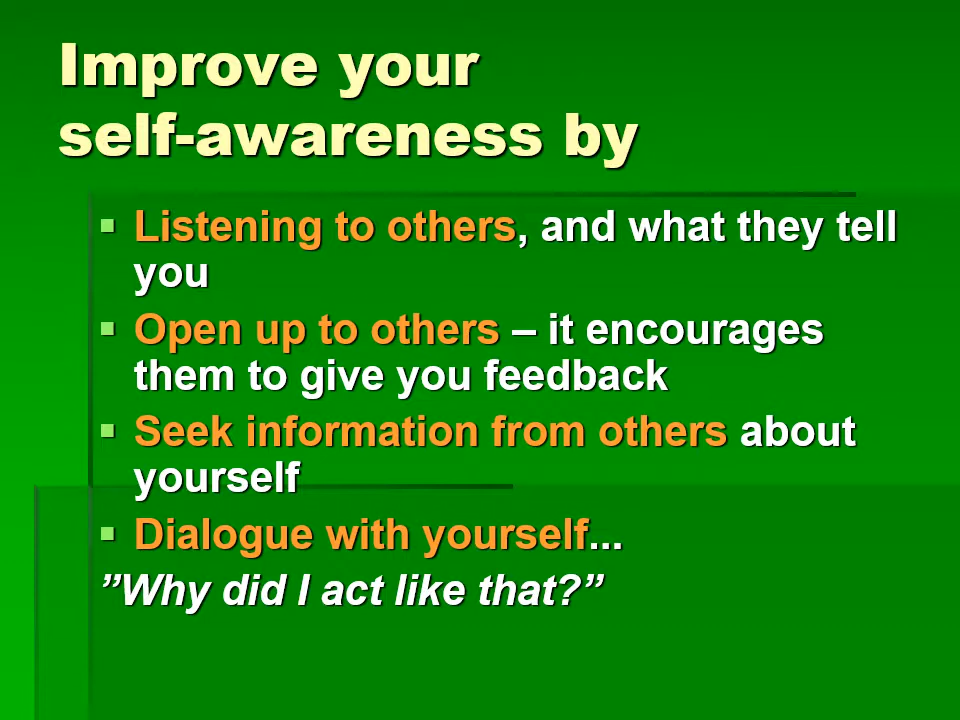 Improve your
self-awareness by
▪ Listening to others, and what they tell
you
▪ Open up to others – it encourages
them to give you feedback
▪ Seek information from others about
yourself
▪ Dialogue with yourself...
”Why did I act like that?”